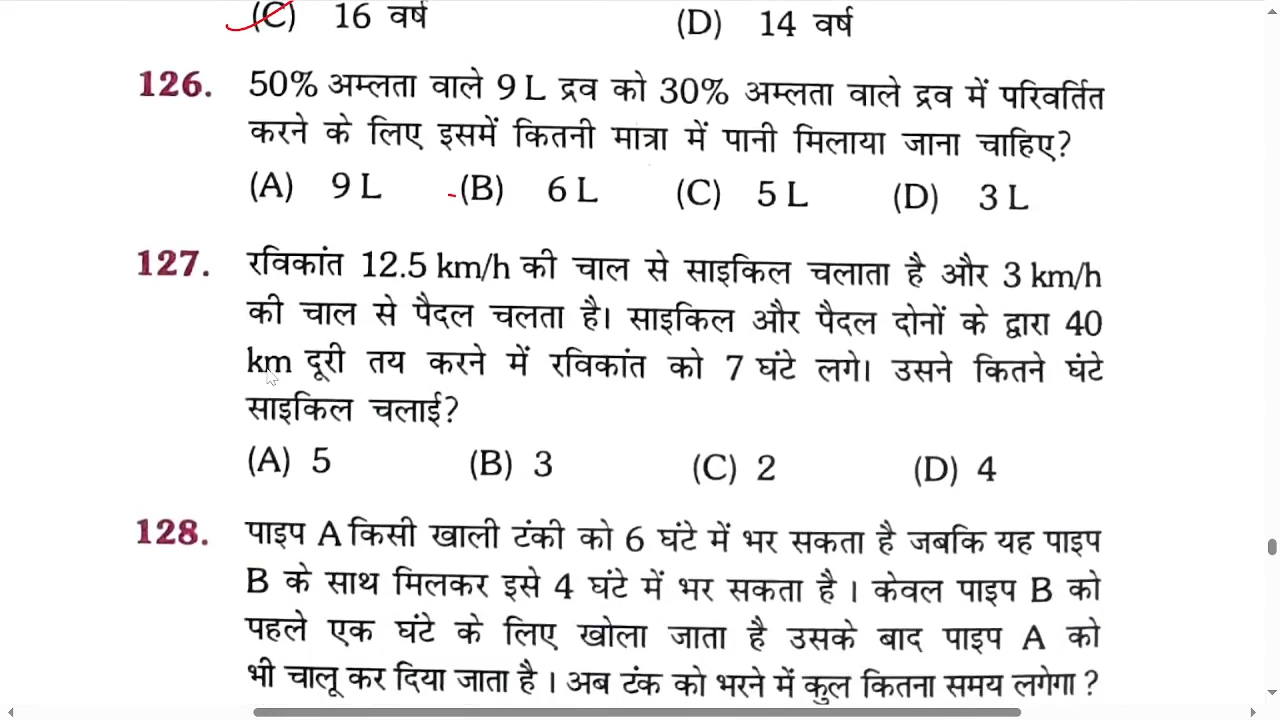 (C) 16 वर्ष (D) 14 वर्ष
126. 50% अम्लता वाले 9 L द्रव को 30% अम्लता वाले द्रव में परिवर्तित
करने के लिए इसमें कितनी मात्रा में पानी मिलाया जाना चाहिए?
(A) 9 L (B) 6 L (C) 5 L (D) 3 L
127. रविकांत 12.5 km/h की चाल से साइकिल चलाता है और 3 km/h
की चाल से पैदल चलता है। साइकिल और पैदल दोनों के द्वारा 40
km दूरी तय करने में रविकांत को 7 घंटे लगे। उसने कितने घंटे
साइकिल चलाई?
(A) 5 (B) 3 (C) 2 (D) 4
128. पाइप A किसी खाली टंकी को 6 घंटे में भर सकता है जबकि यह पाइप
B के साथ मिलकर इसे 4 घंटे में भर सकता है । केवल पाइप B को
पहले एक घंटे के लिए खोला जाता है उसके बाद पाइप A को
भी चालू कर दिया जाता है । अब टंक को भरने में कुल कितना समय लगेगा ?